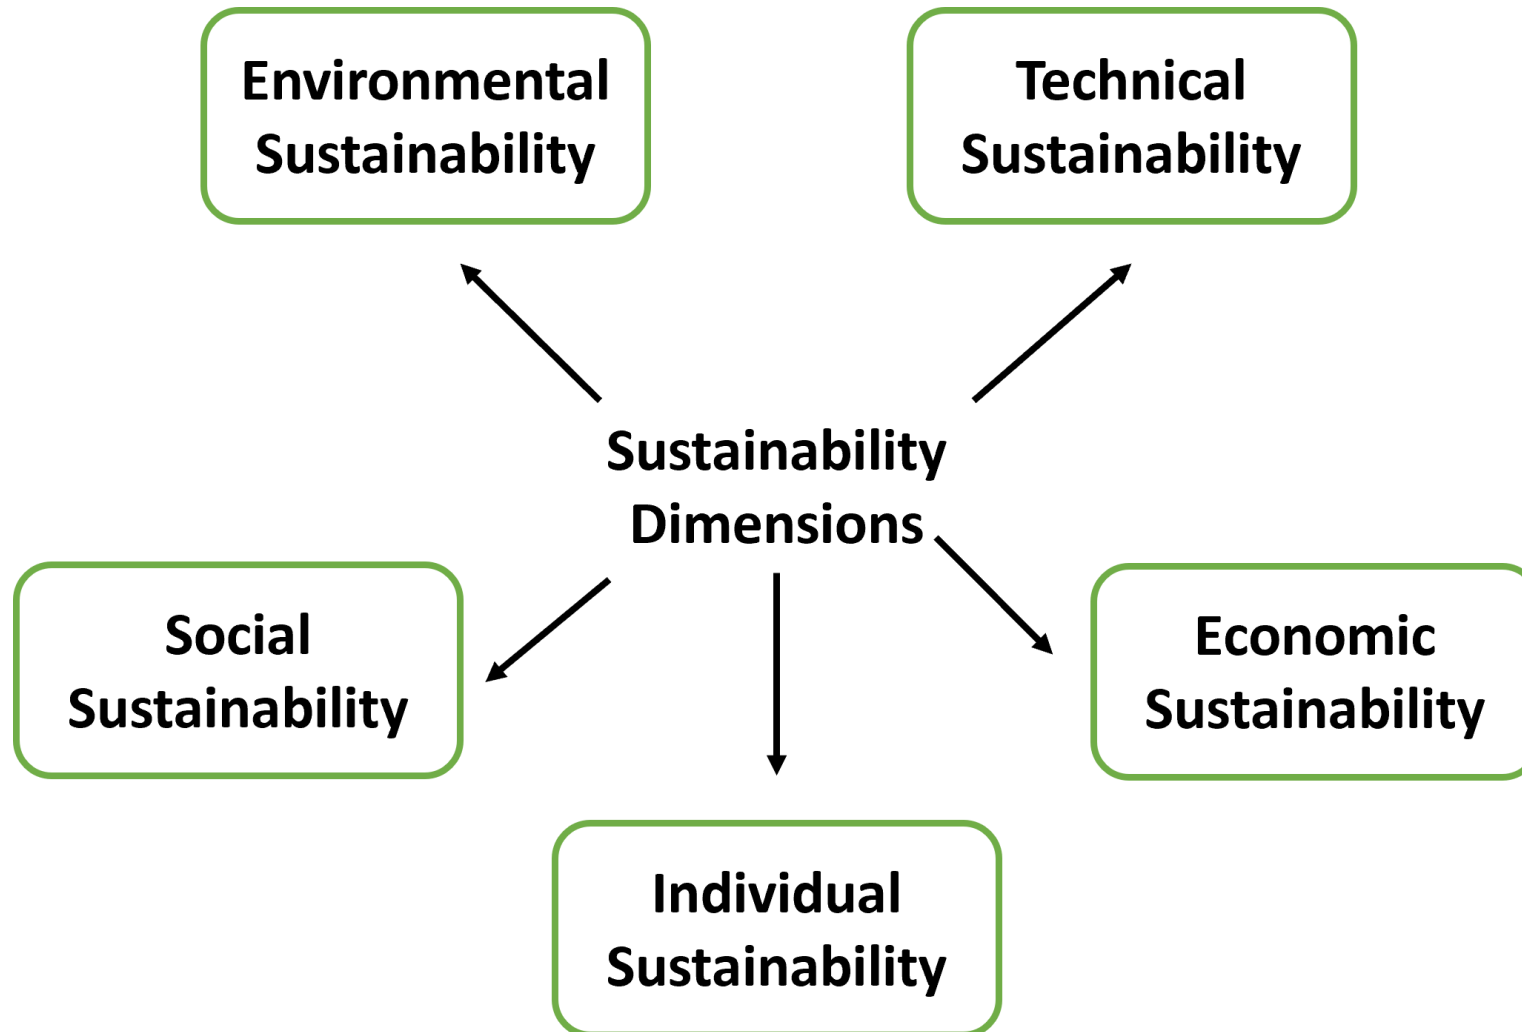 Environmental
Sustainability
Technical
Sustainability
Sustainability
Dimensions
Social
Sustainability
Economic
Sustainability
Individual
Sustainability